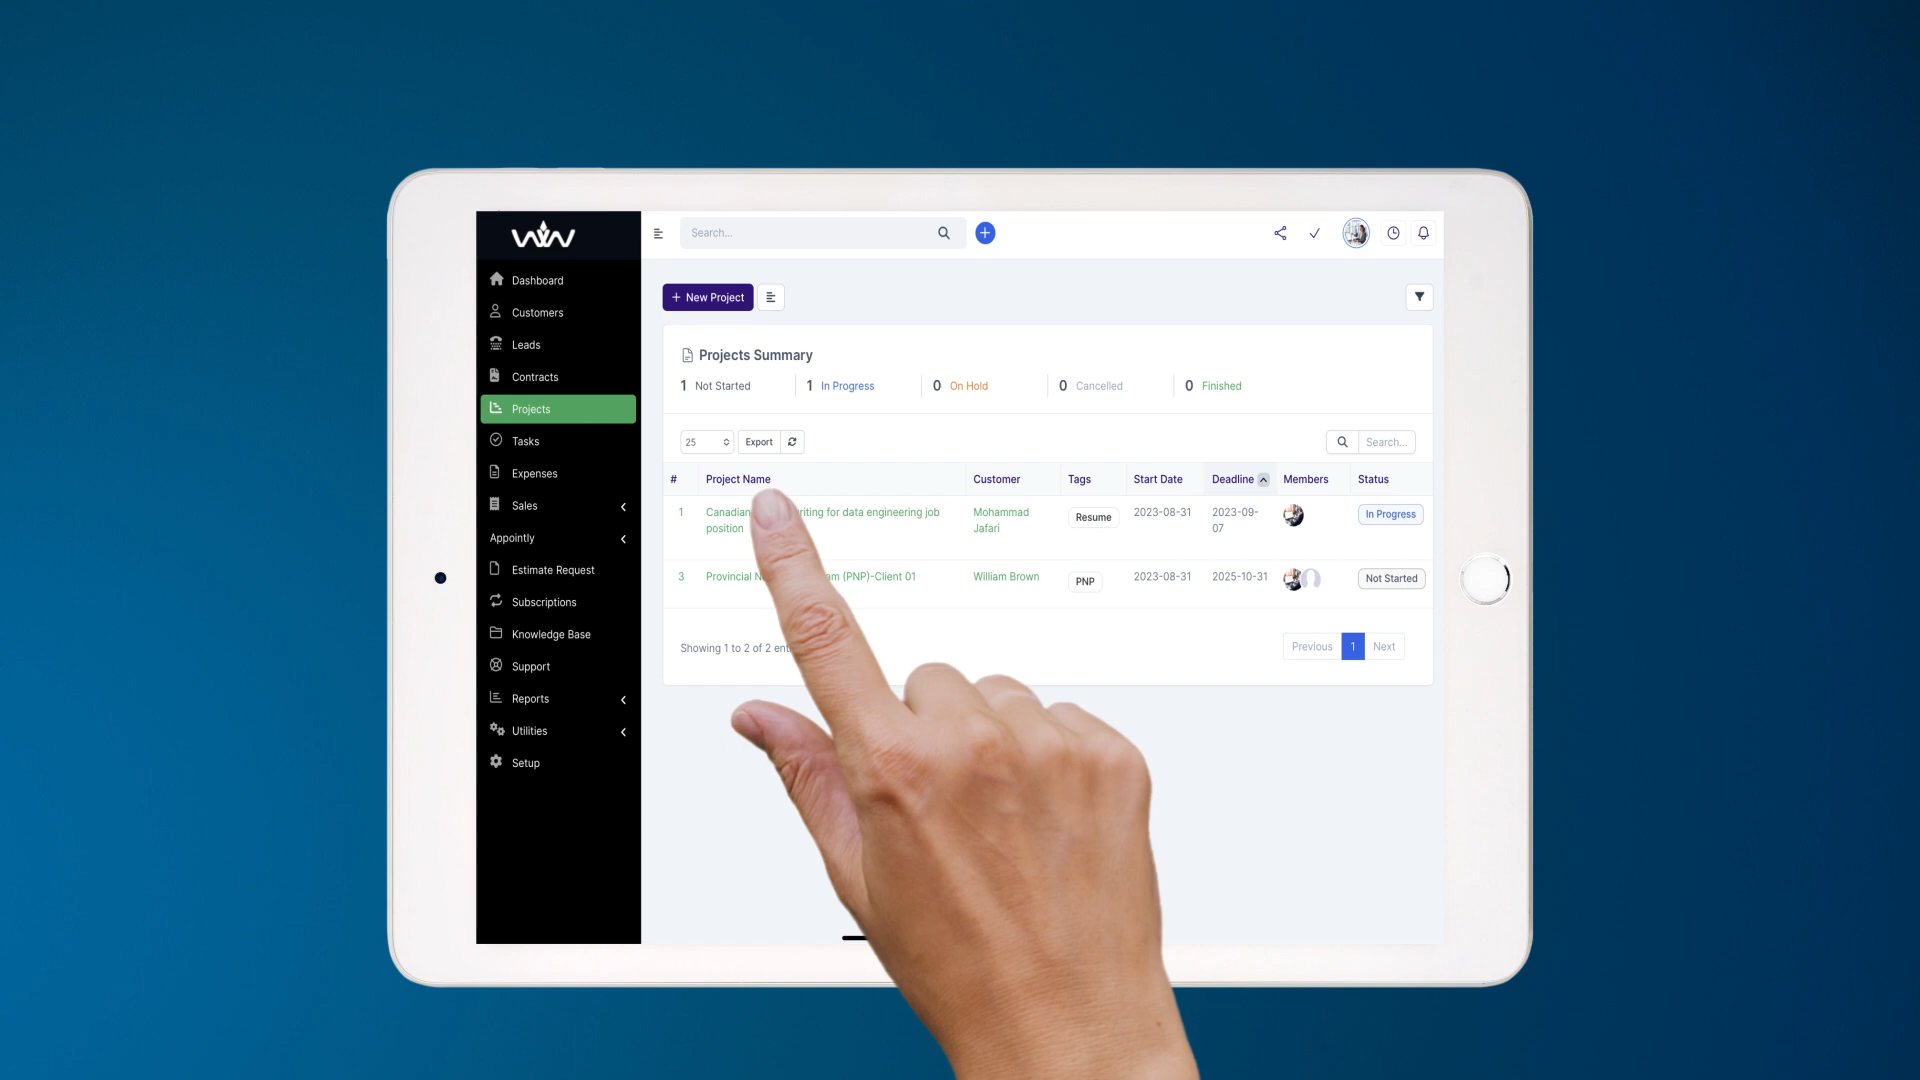 Search...
Dashboard
Customers
Leads
Contracts
Projects
Tasks
Expenses
Sales
Appointly
Estimate Request
Subscriptions
Knowledge Base
Support
Reports
Utilities
Setup
+ New Project
Projects Summary
1 Not Started
1 In Progress
0 On Hold
0 Cancelled
0 Finished
25
Export
Search...
# Project Name Customer Tags Start Date Deadline Members Status
1 Canadian for data engineering job Mohammad Resume 2023-08-31 2023-09- In Progress
position Jafari 07
3 Provincial (PNP)-Client 01 William Brown PNP 2023-08-31 2025-10-31 Not Started
Showing 1 to 2 of 2
Previous 1 Next